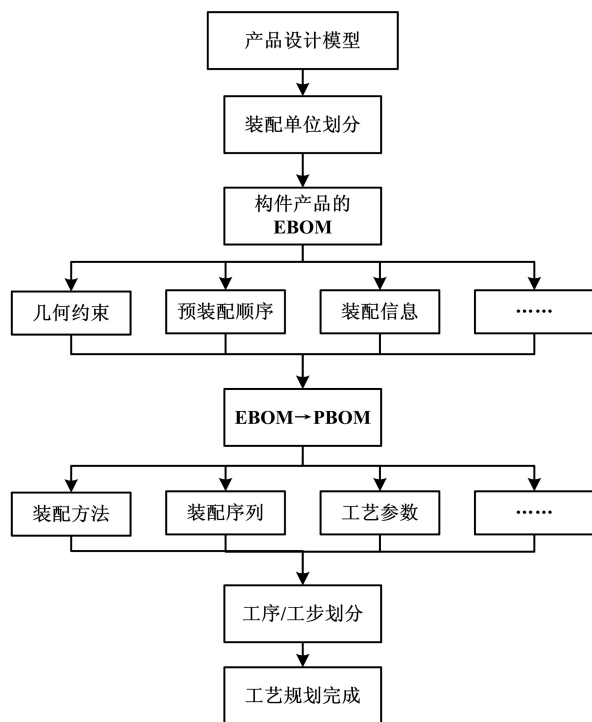 产品设计模型
装配单位划分
构件产品的
EBOM
几何约束
预装配顺序
装配信息
……
EBOM→PBOM
装配方法
装配序列
工艺参数
……
工序/工步划分
工艺规划完成